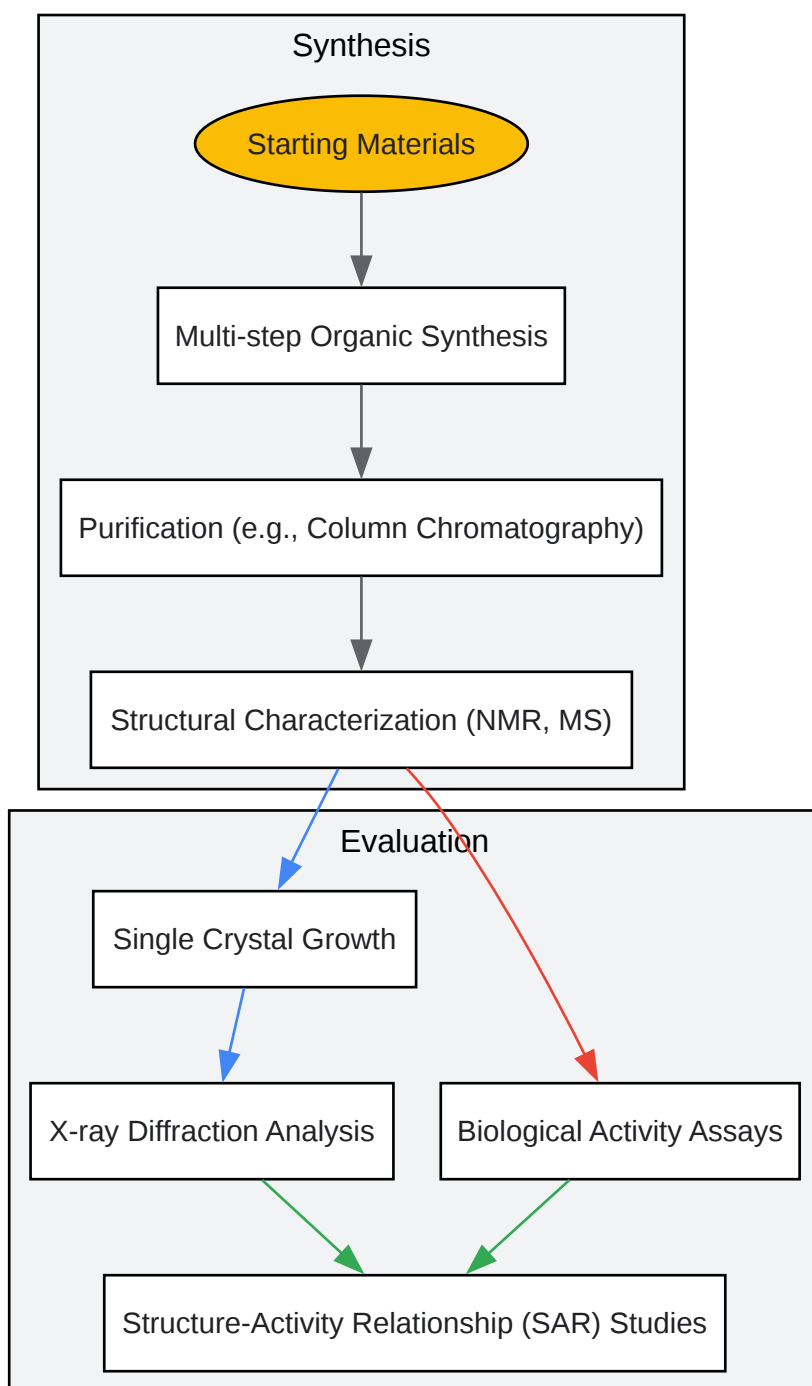 Synthesis
Starting Materials
Multi-step Organic Synthesis
Purification (e.g., Column Chromatography)
Structural Characterization (NMR, MS)
Evaluation
Single Crystal Growth
X-ray Diffraction Analysis
Biological Activity Assays
Structure-Activity Relationship (SAR) Studies